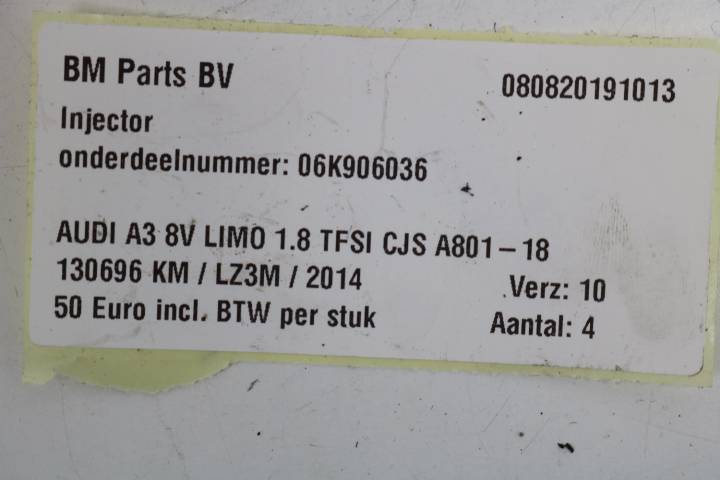 BM Parts BV 080820191013
Injector
onderdeelnummer: 06K906036
AUDI A3 8V LIMO 1.8 TFSI CJS A801-18
130696 KM / LZ3M / 2014 Verz: 10
50 Euro incl. BTW per stuk Aantal: 4